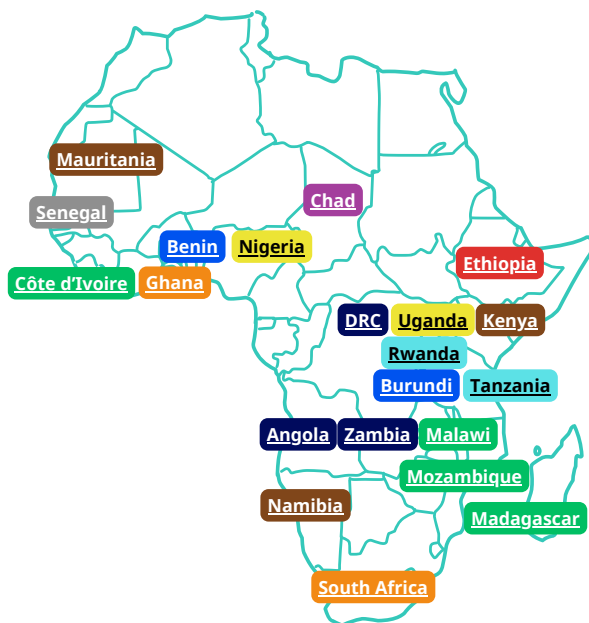 Mauritania
Chad
Senegal
Benin
Nigeria
Ethiopia
Côte d'Ivoire
Ghana
DRC
Uganda
Kenya
Rwanda
Burundi
Tanzania
Angola
Zambia
Malawi
Mozambique
Namibia
Madagascar
South Africa